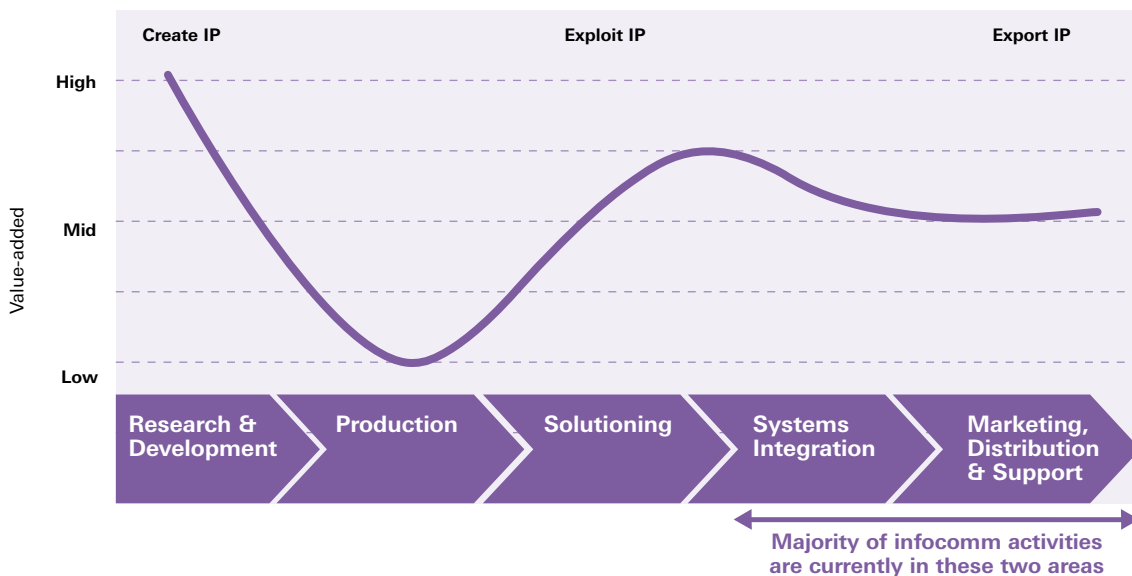 Create IP
Exploit IP
Export IP
High
Mid
Low
Value-added
Research &
Development
Production
Solutioning
Systems
Integration
Marketing,
Distribution
& Support
Majority of infocomm activities
are currently in these two areas